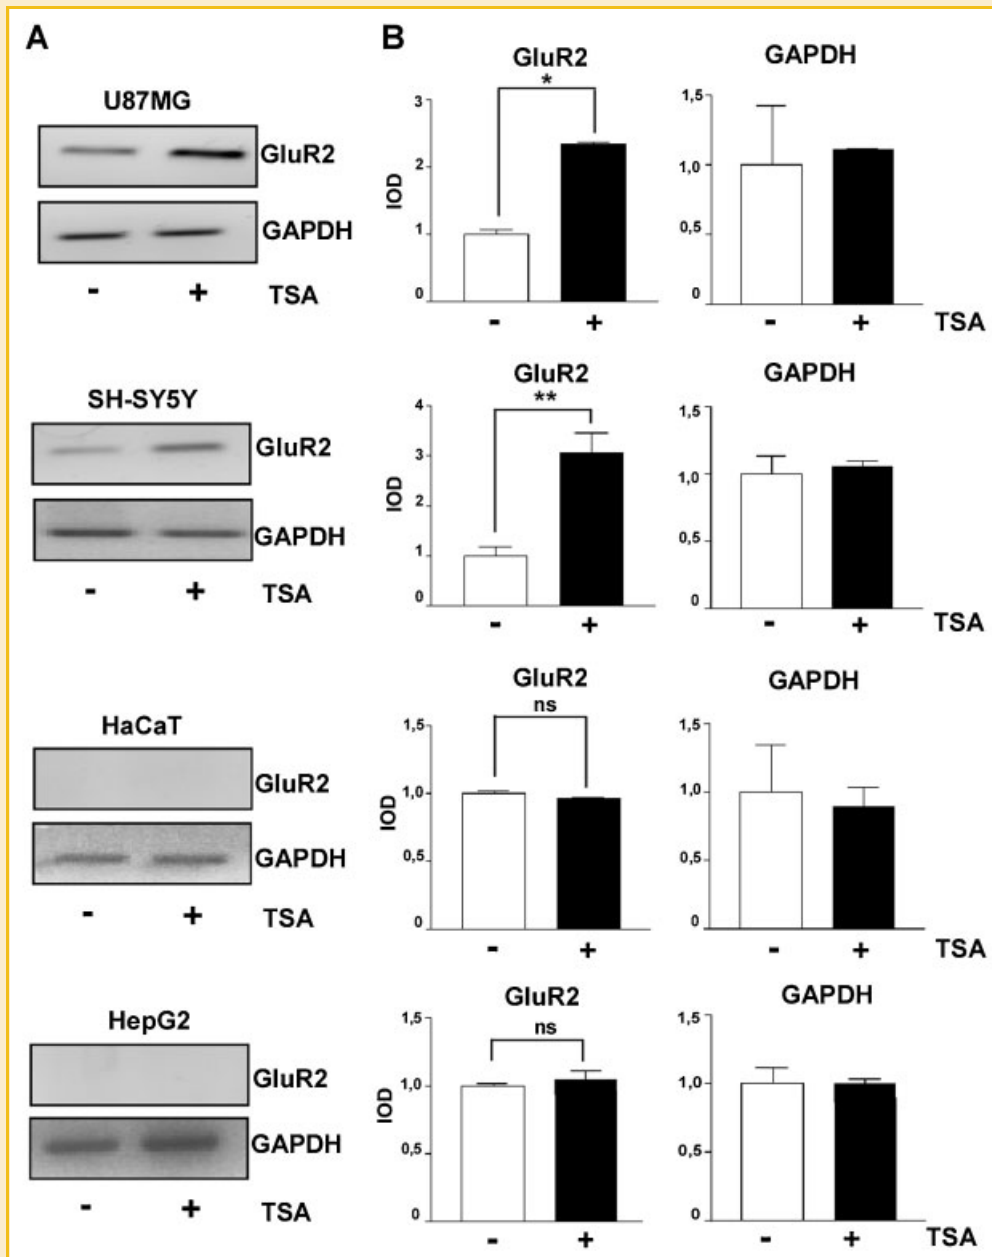 A
B
U87MG
GluR2
GAPDH
- + TSA
GluR2
*
IOD
3
2
1
0
- +
GAPDH
1,5
1,0
0,5
0
- + TSA
SH-SY5Y
GluR2
GAPDH
- + TSA
GluR2
**
IOD
4
3
2
1
0
- +
GAPDH
1,5
1,0
0,5
0
- + TSA
HaCaT
GluR2
GAPDH
- + TSA
GluR2
ns
IOD
1,5
1,0
0,5
0
- +
GAPDH
1,5
1,0
0,5
0
- + TSA
HepG2
GluR2
GAPDH
- + TSA
GluR2
ns
IOD
1,5
1,0
0,5
0
- +
GAPDH
1,5
1,0
0,5
0
- + TSA